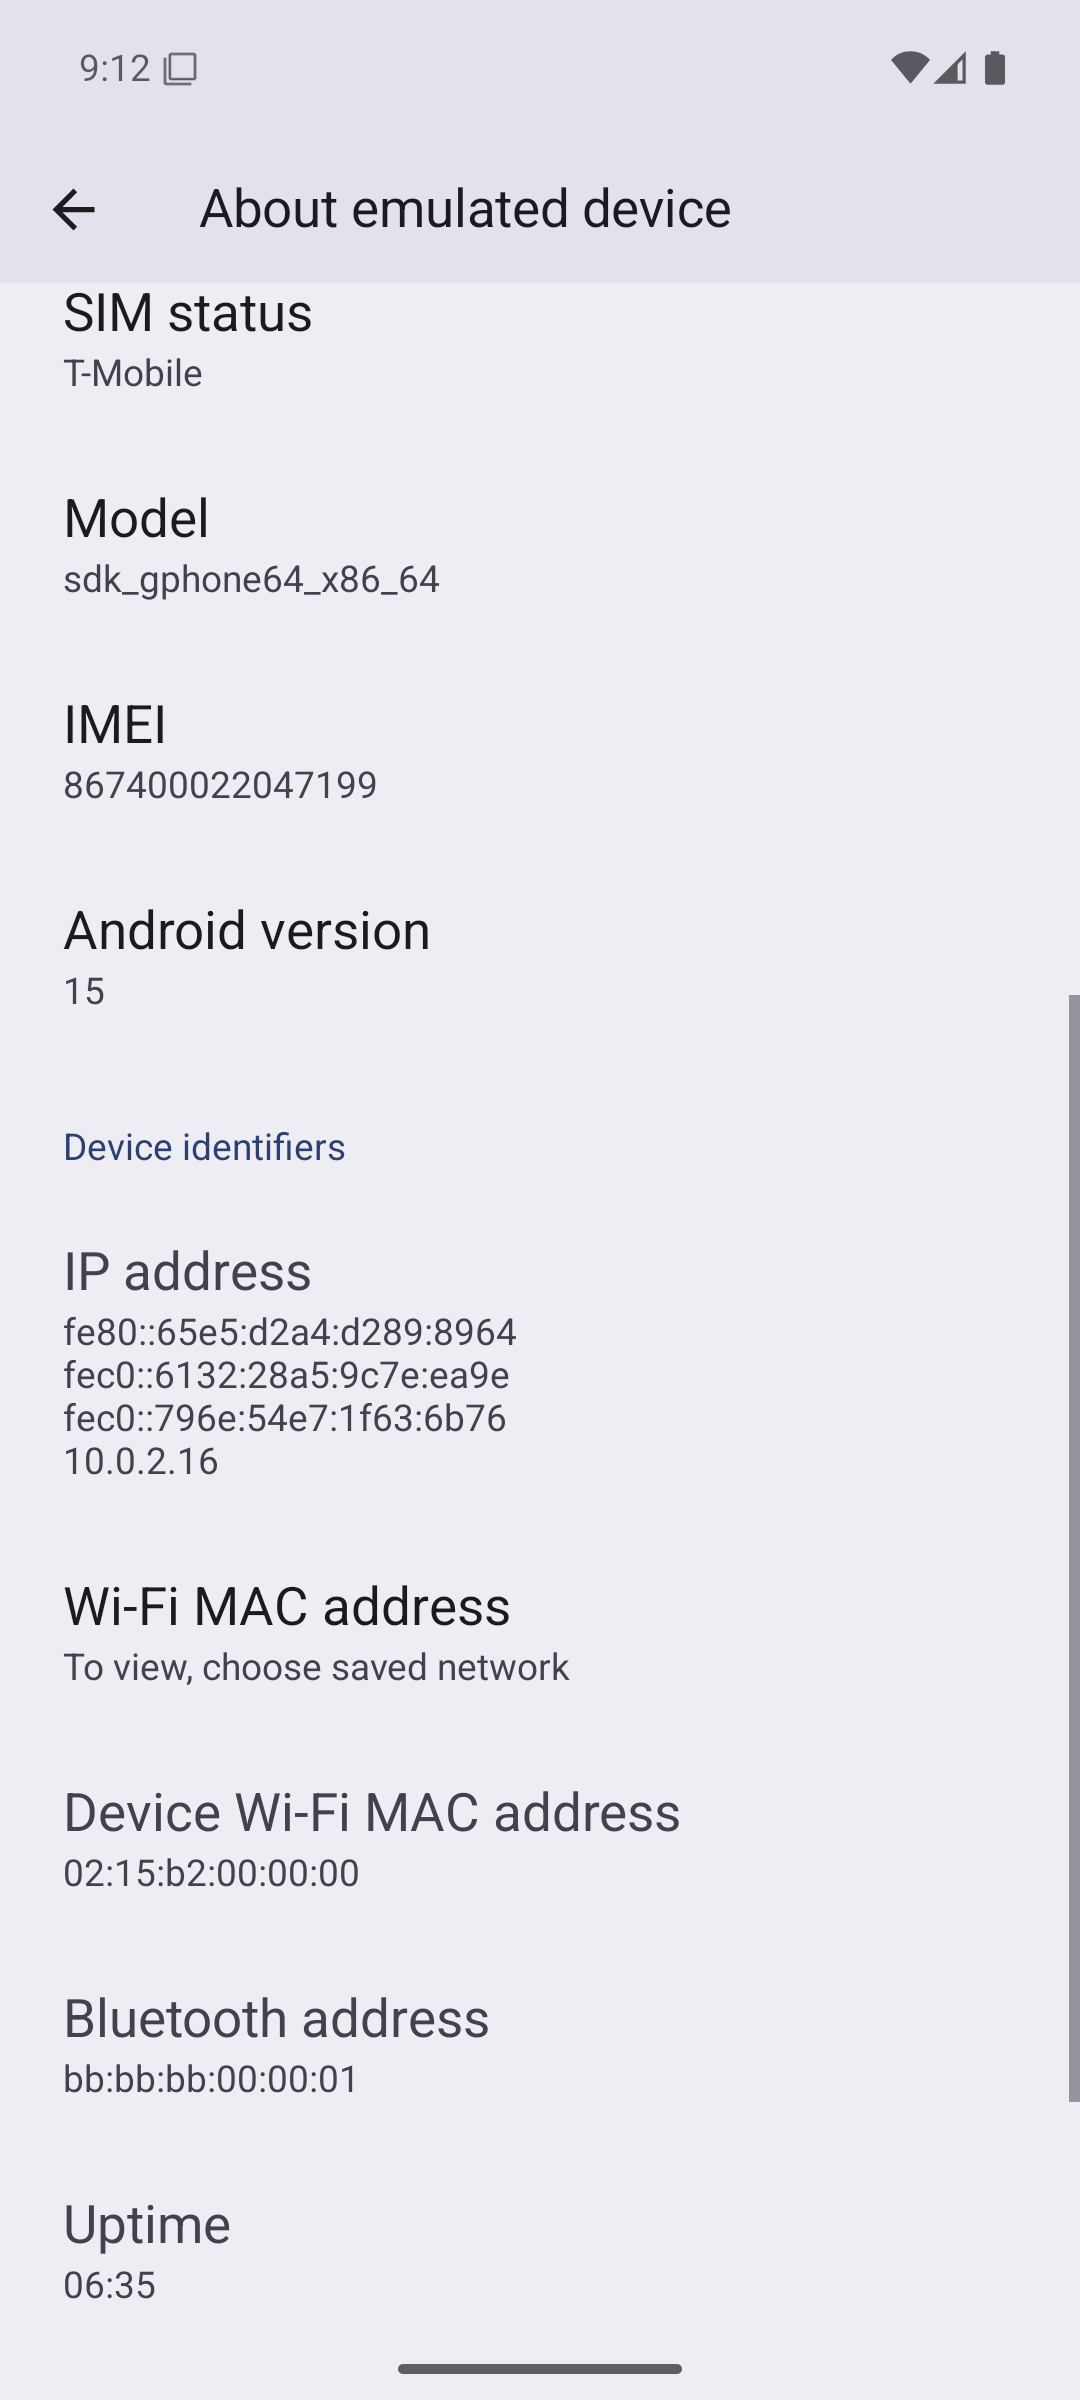 9:12
About emulated device
SIM status
T-Mobile
Model
sdk_gphone64_x86_64
IMEI
867400022047199
Android version
15
Device identifiers
IP address
fe80::65e5:d2a4:d289:8964
fec0::6132:28a5:9c7e:ea9e
fec0::796e:54e7:1f63:6b76
10.0.2.16
Wi-Fi MAC address
To view, choose saved network
Device Wi-Fi MAC address
02:15:b2:00:00:00
Bluetooth address
bb:bb:bb:00:00:01
Uptime
06:35